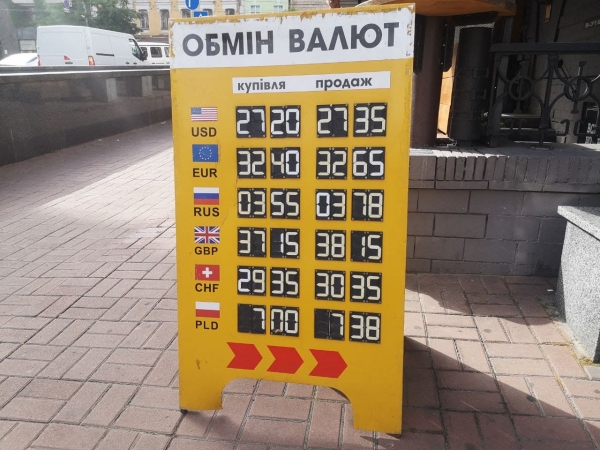 ОБМІН ВАЛЮТ
купівля продаж
USD 27 20 27 35
EUR 32 40 32 65
RUS 03 55 03 78
GBP 37 15 38 15
CHF 29 35 30 35
PLD 7 00 7 38